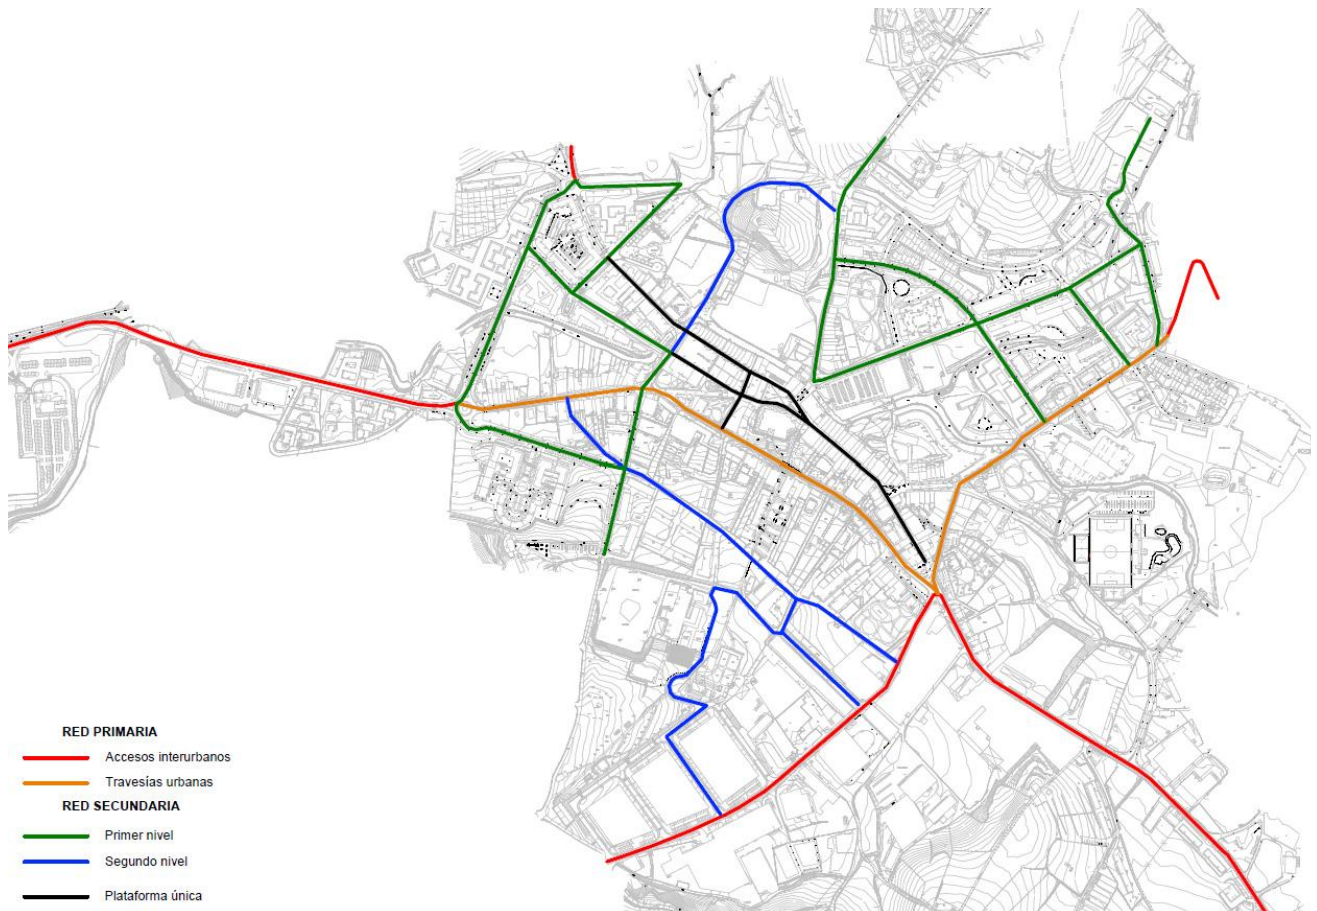 RED PRIMARIA
Accesos interurbanos
Travesías urbanas
RED SECUNDARIA
Primer nivel
Segundo nivel
Plataforma única